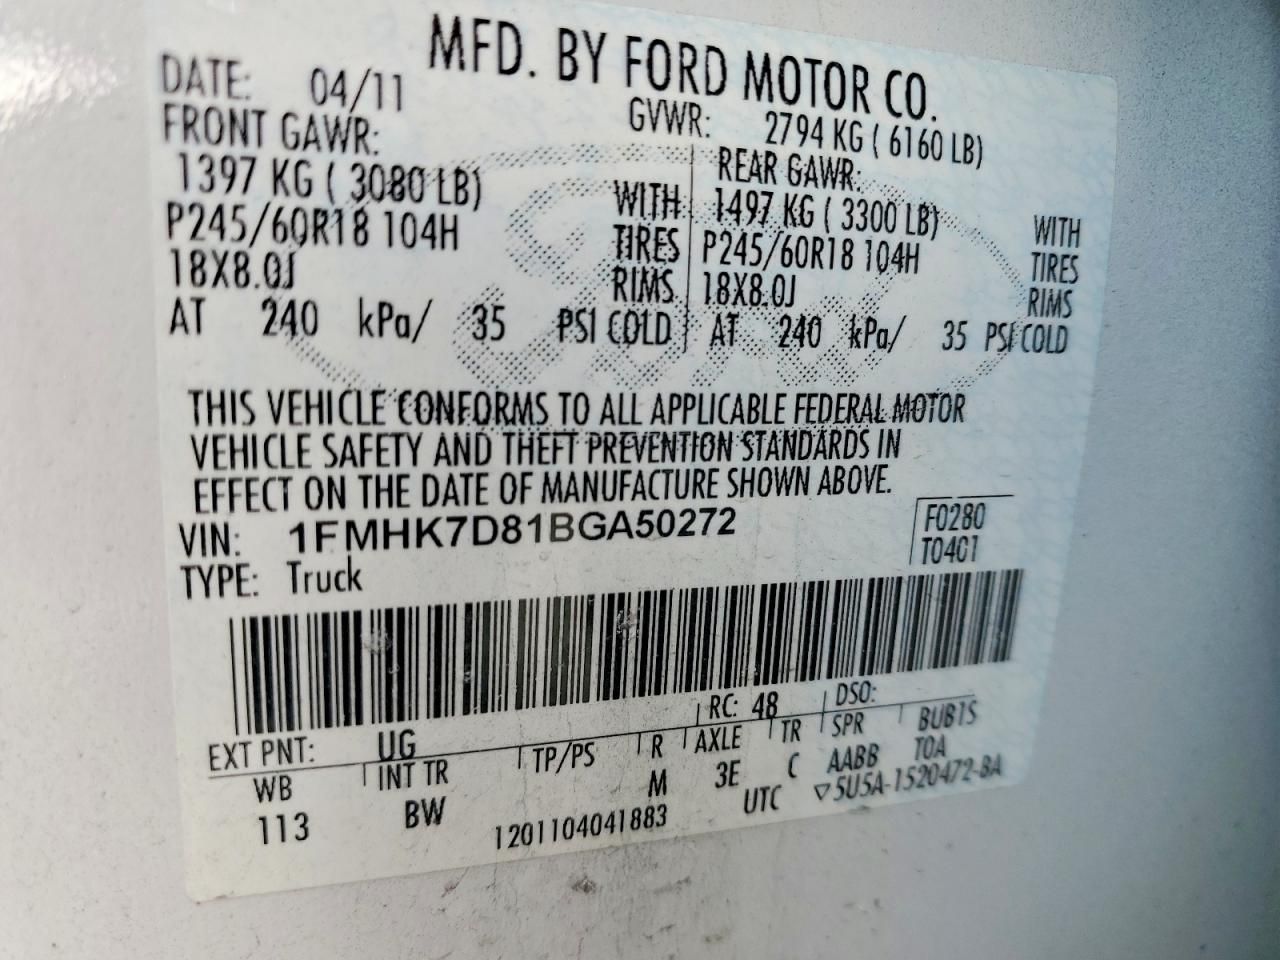 MFD. BY FORD MOTOR CO.
DATE: 04/11 GVWR: 2794 KG ( 6160 LB)
FRONT GAWR: REAR GAWR:
1397 KG ( 3080 LB) WITH 1497 KG ( 3300 LB) WITH
P245/60R18 104H TIRES P245/60R18 104H TIRES
18X8.0J RIMS 18X8.0J RIMS
AT 240 kPa/ 35 PSI COLD AT 240 kPa/ 35 PSI COLD
THIS VEHICLE CONFORMS TO ALL APPLICABLE FEDERAL MOTOR
VEHICLE SAFETY AND THEFT PREVENTION STANDARDS IN
EFFECT ON THE DATE OF MANUFACTURE SHOWN ABOVE.
VIN: 1FMHK7D81BGA50272 F0280
TYPE: Truck T0401
EXT PNT: UG RC: 48 DSO:
WB INT TR TP/PS R AXLE TR SPR BUB1S
113 BW M 3E C AABB TOA
1201104041883 UTC ▽5U5A-1520472-BA